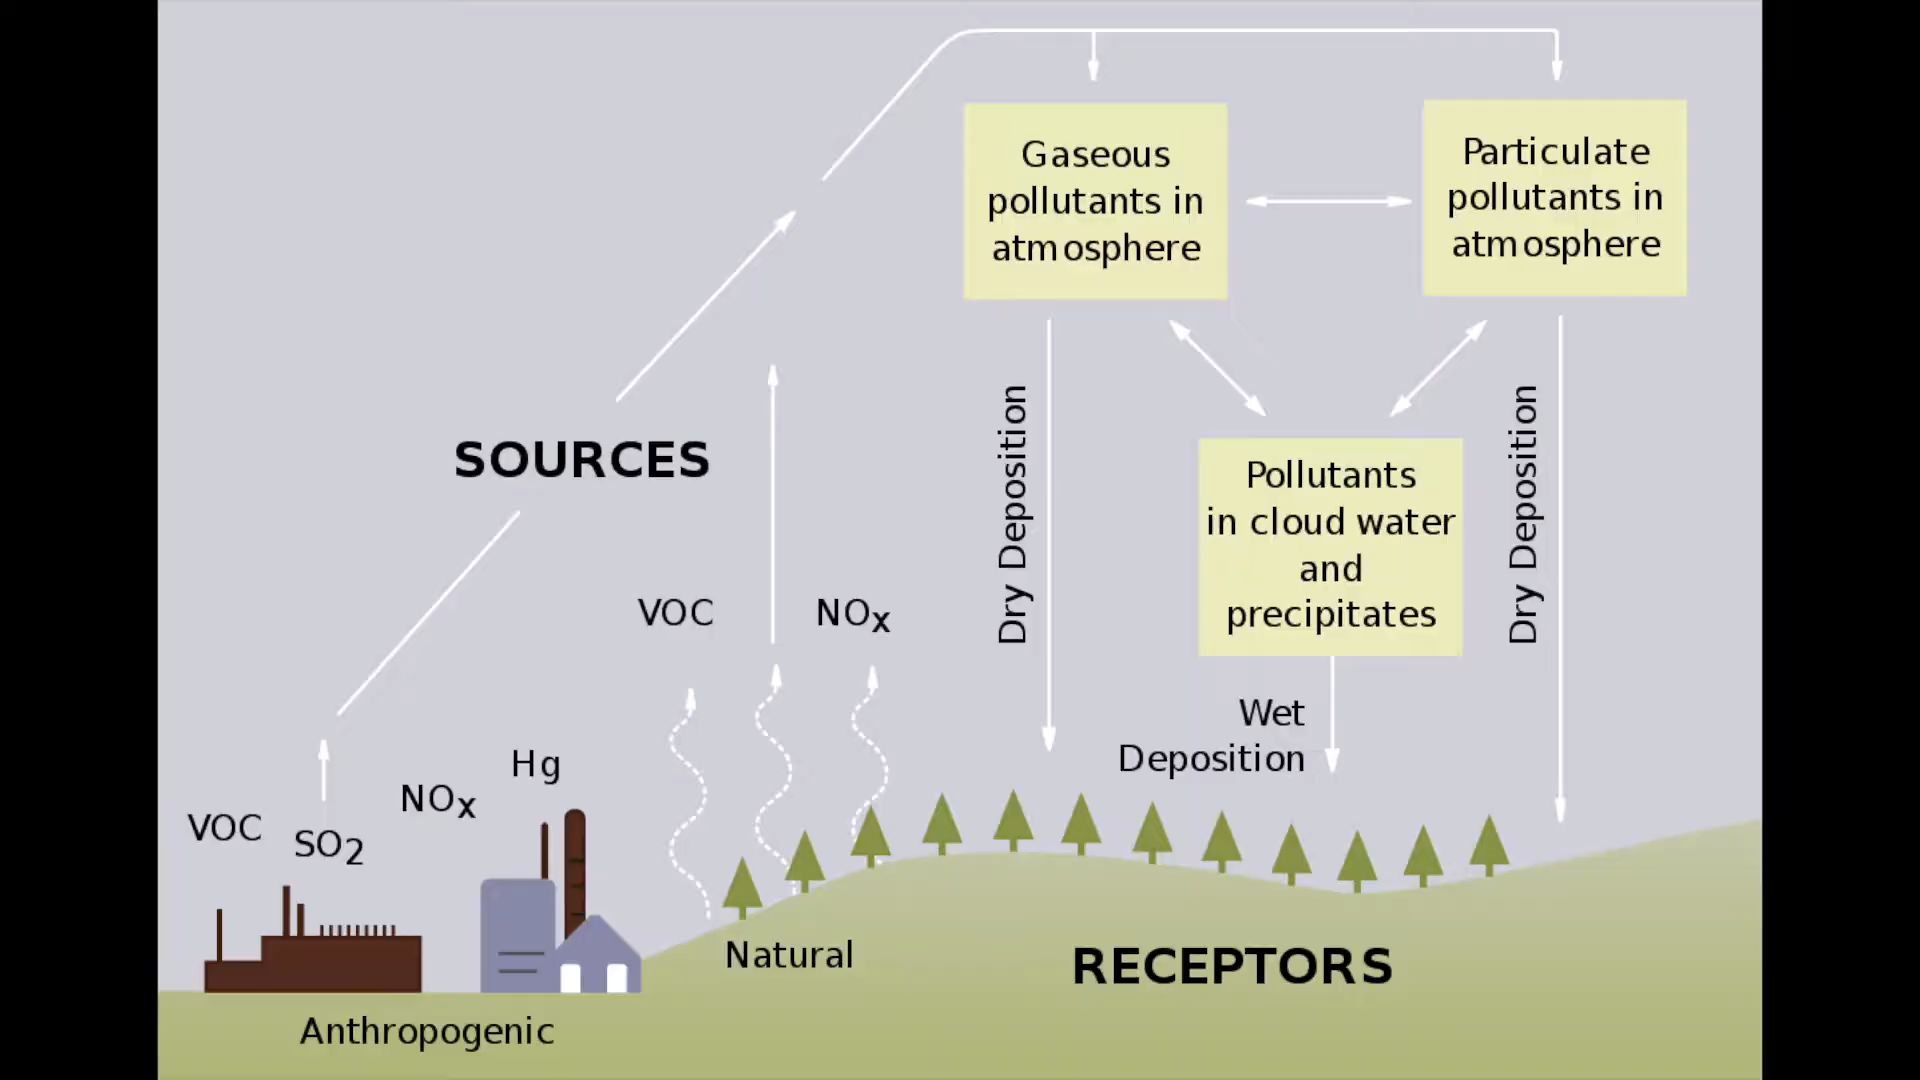 Gaseous
pollutants in
atmosphere
Particulate
pollutants in
atmosphere
SOURCES
Dry Deposition
Pollutants
in cloud water
and
precipitates
Dry Deposition
VOC
NOx
Wet
Deposition
Hg
NOx
VOC
SO2
Natural
RECEPTORS
Anthropogenic